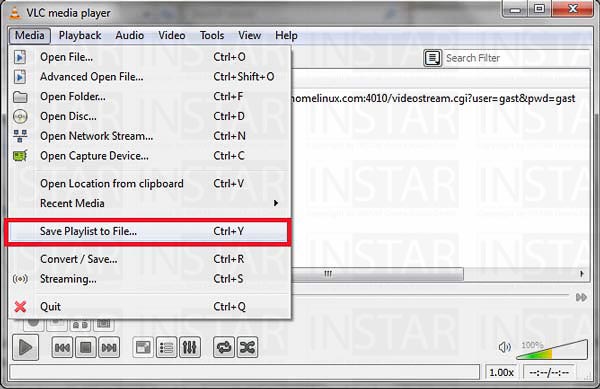 VLC media player
Media Playback Audio Video Tools View Help
Open File... Ctrl+O
Advanced Open File... Ctrl+Shift+O
Open Folder... Ctrl+F
Open Disc... Ctrl+D
Open Network Stream... Ctrl+N
Open Capture Device... Ctrl+C
Open Location from clipboard Ctrl+V
Recent Media
Save Playlist to File... Ctrl+Y
Convert / Save... Ctrl+R
Streaming... Ctrl+S
Quit Ctrl+Q
Search Filter
homelinux.com:4010/videostream.cgi?user=gast&pwd=gast
INSTAR
100%
1.00x --:--/--:--